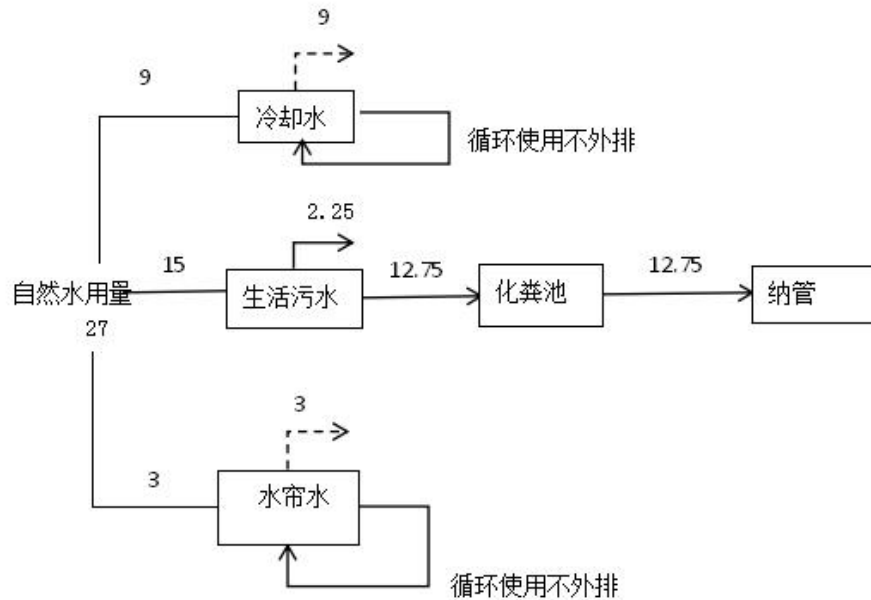 9
9
冷却水
循环使用不外排
2.25
15
12.75
12.75
自然水用量
生活污水
化粪池
纳管
27
3
3
水帘水
循环使用不外排